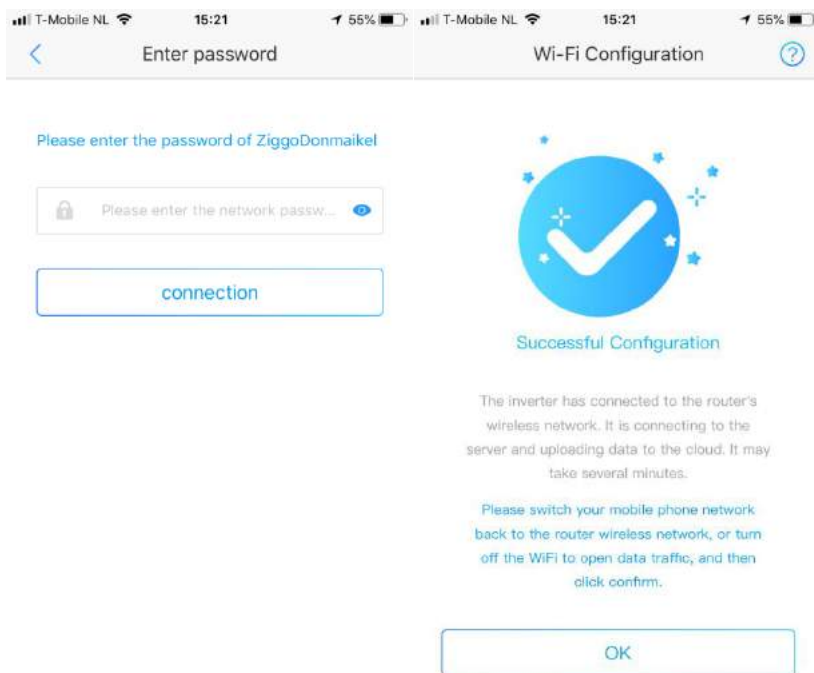 T-Mobile NL 15:21 55%
Enter password
Please enter the password of ZiggoDonmaikel
Please enter the network passw...
connection
T-Mobile NL 15:21 55%
Wi-Fi Configuration ?
Successful Configuration
The inverter has connected to the router's
wireless network. It is connecting to the
server and uploading data to the cloud. It may
take several minutes.
Please switch your mobile phone network
back to the router wireless network, or turn
off the WiFi to open data traffic, and then
click confirm.
OK